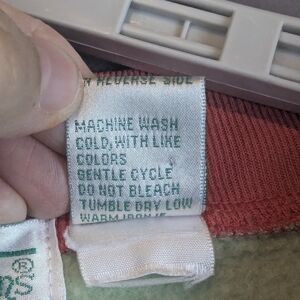 N REVERSE SIDE
MACHINE WASH
COLD, WITH LIKE
COLORS
GENTLE CYCLE
DO NOT BLEACH
TUMBLE DRY LOW
WARM IRON IF